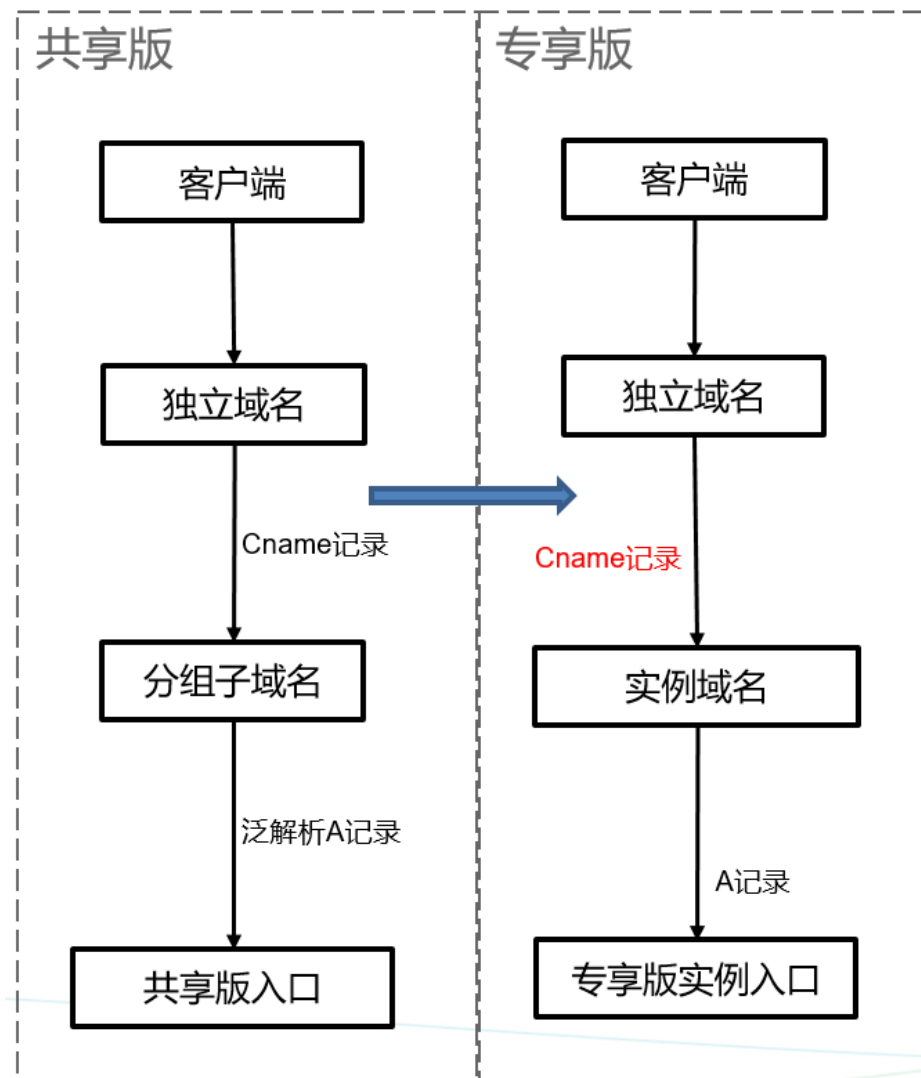 共享版
客户端
独立域名
Cname记录
分组子域名
泛解析A记录
共享版入口
专享版
客户端
独立域名
Cname记录
实例域名
A记录
专享版实例入口